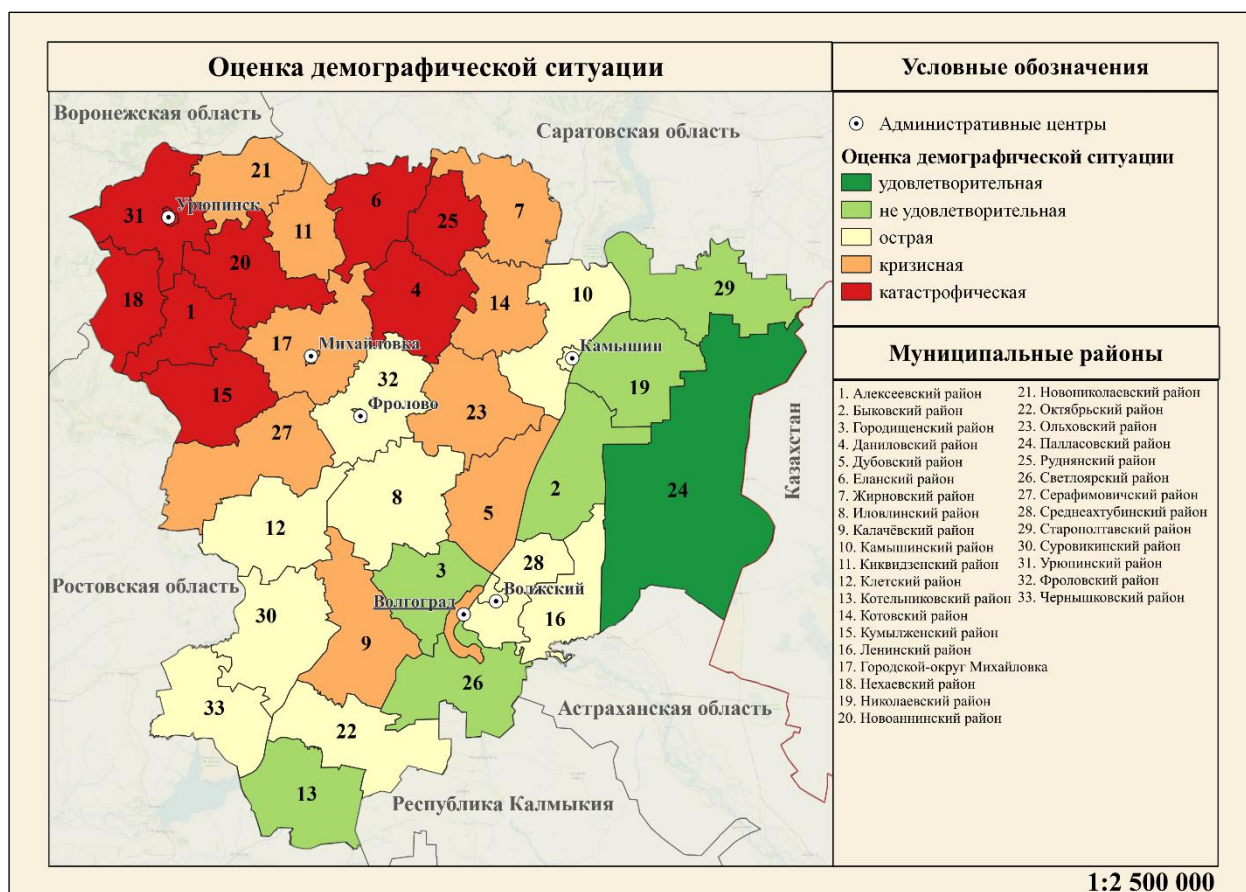 Оценка демографической ситуации
Условные обозначения
Воронежская область
Саратовская область
Казахстан
Ростовская область
Астраханская область
Республика Калмыкия
Урюпинск
Михайловка
Камышин
Фролово
Волжский
Волгоград
21
31
6
7
11
25
20
18
4
10
29
1
14
17
19
32
15
23
27
24
2
8
5
12
28
3
30
16
9
26
33
22
13
Административные центры
Оценка демографической ситуации
удовлетворительная
не удовлетворительная
острая
кризисная
катастрофическая
Муниципальные районы
1. Алексеевский район
2. Быковский район
3. Городищенский район
4. Даниловский район
5. Дубовский район
6. Еланский район
7. Жирновский район
8. Иловлинский район
9. Калачёвский район
10. Камышинский район
11. Киквидзенский район
12. Клетский район
13. Котельниковский район
14. Котовский район
15. Кумылженский район
16. Ленинский район
17. Городской-округ Михайловка
18. Нехаевский район
19. Николаевский район
20. Новоаннинский район
21. Новониколаевский район
22. Октябрьский район
23. Ольховский район
24. Палласовский район
25. Руднянский район
26. Светлоярский район
27. Серафимовичский район
28. Среднеахтубинский район
29. Старополтавский район
30. Суровикинский район
31. Урюпинский район
32. Фроловский район
33. Чернышковский район
1:2 500 000